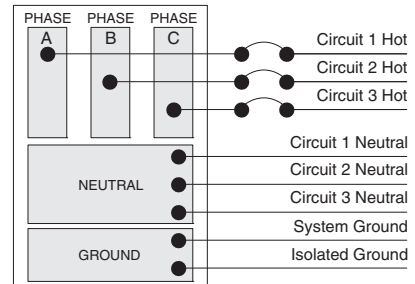 PHASE PHASE PHASE
A B C
Circuit 1 Hot
Circuit 2 Hot
Circuit 3 Hot
Circuit 1 Neutral
Circuit 2 Neutral
NEUTRAL
Circuit 3 Neutral
System Ground
GROUND
Isolated Ground